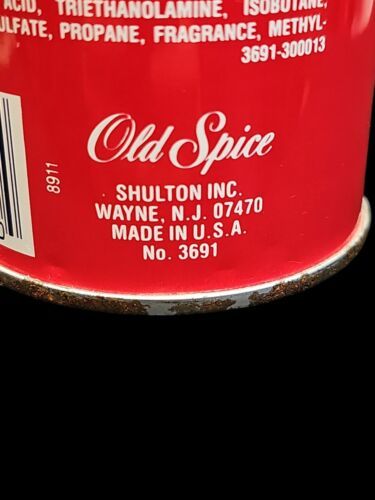 ACID, TRIETHANOLAMINE, ISOBUTANE,
ULFATE, PROPANE, FRAGRANCE, METHYL-
3691-300013
Old Spice
8911
SHULTON INC.
WAYNE, N.J. 07470
MADE IN U.S.A.
No. 3691